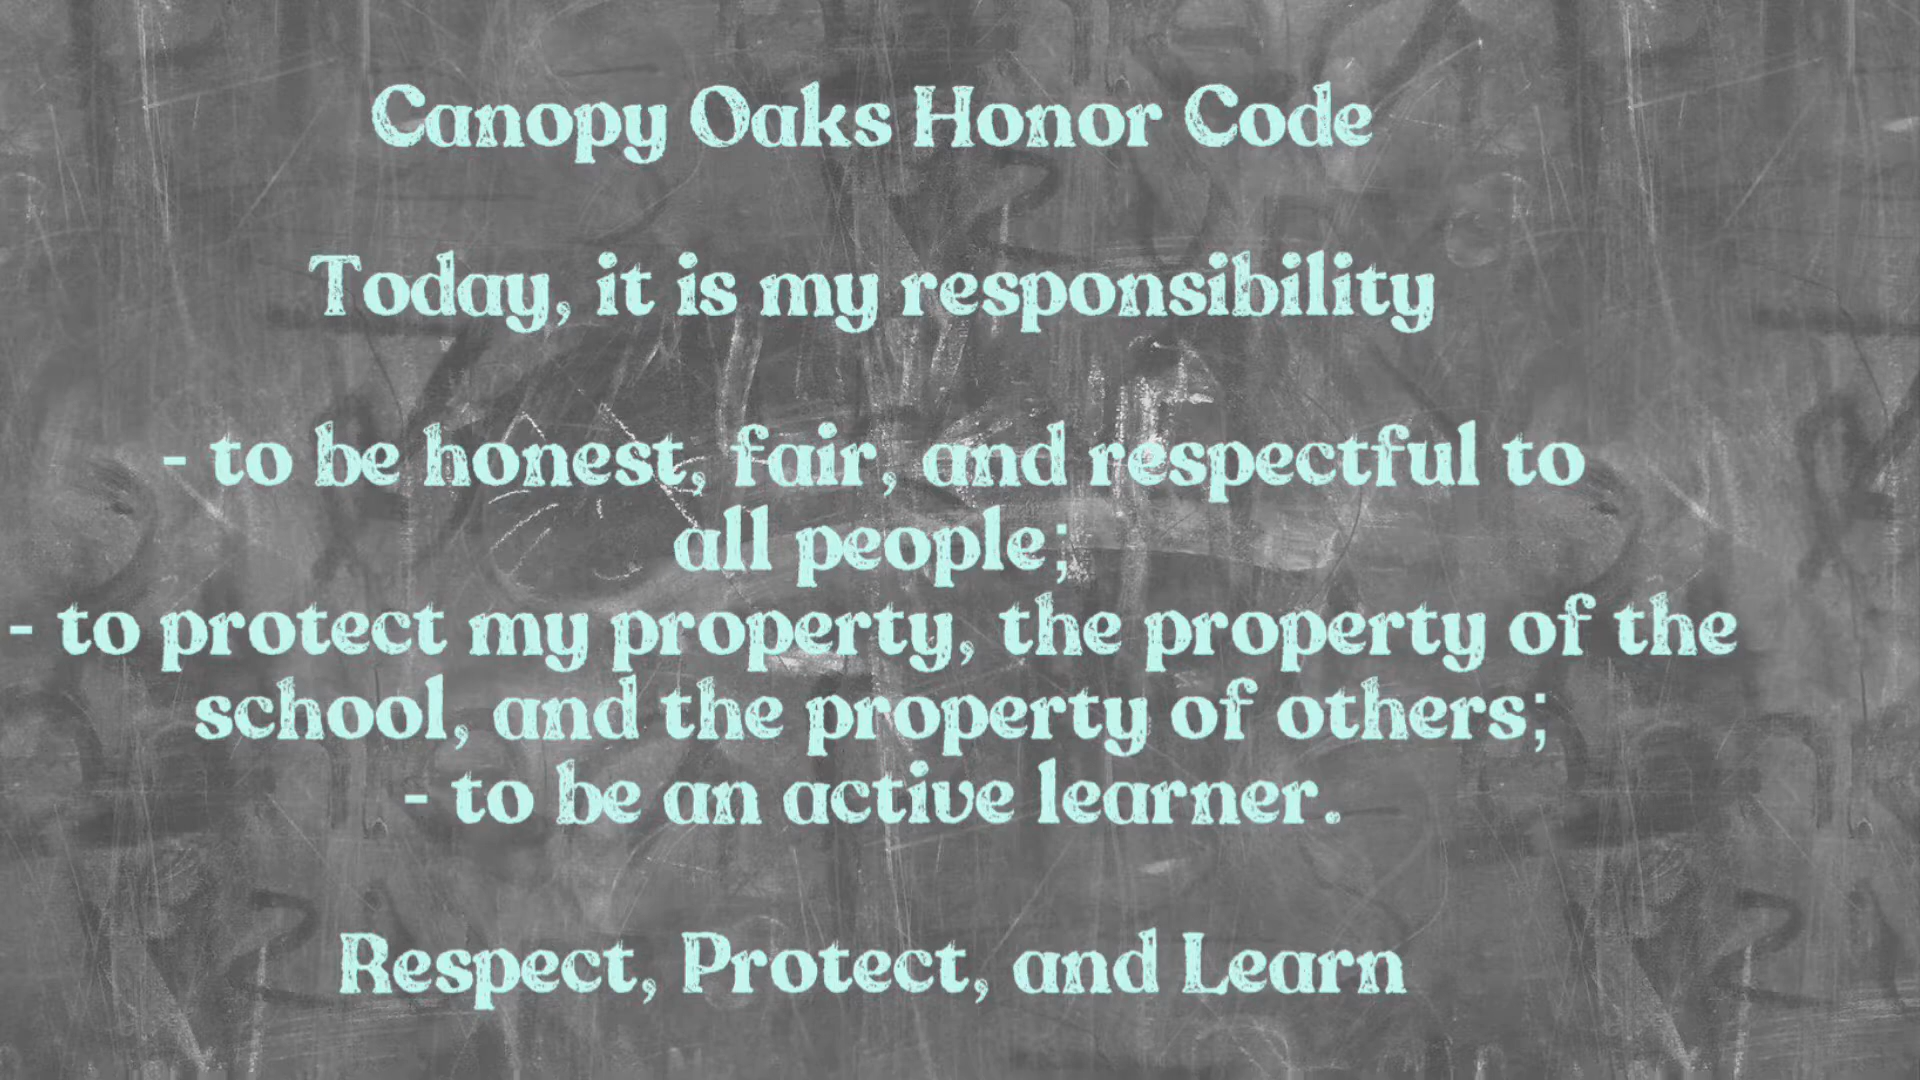 Canopy Oaks Honor Code
Today, it is my responsibility
- to be honest, fair, and respectful to
all people;
- to protect my property, the property of the
school, and the property of others;
- to be an active learner.
Respect, Protect, and Learn